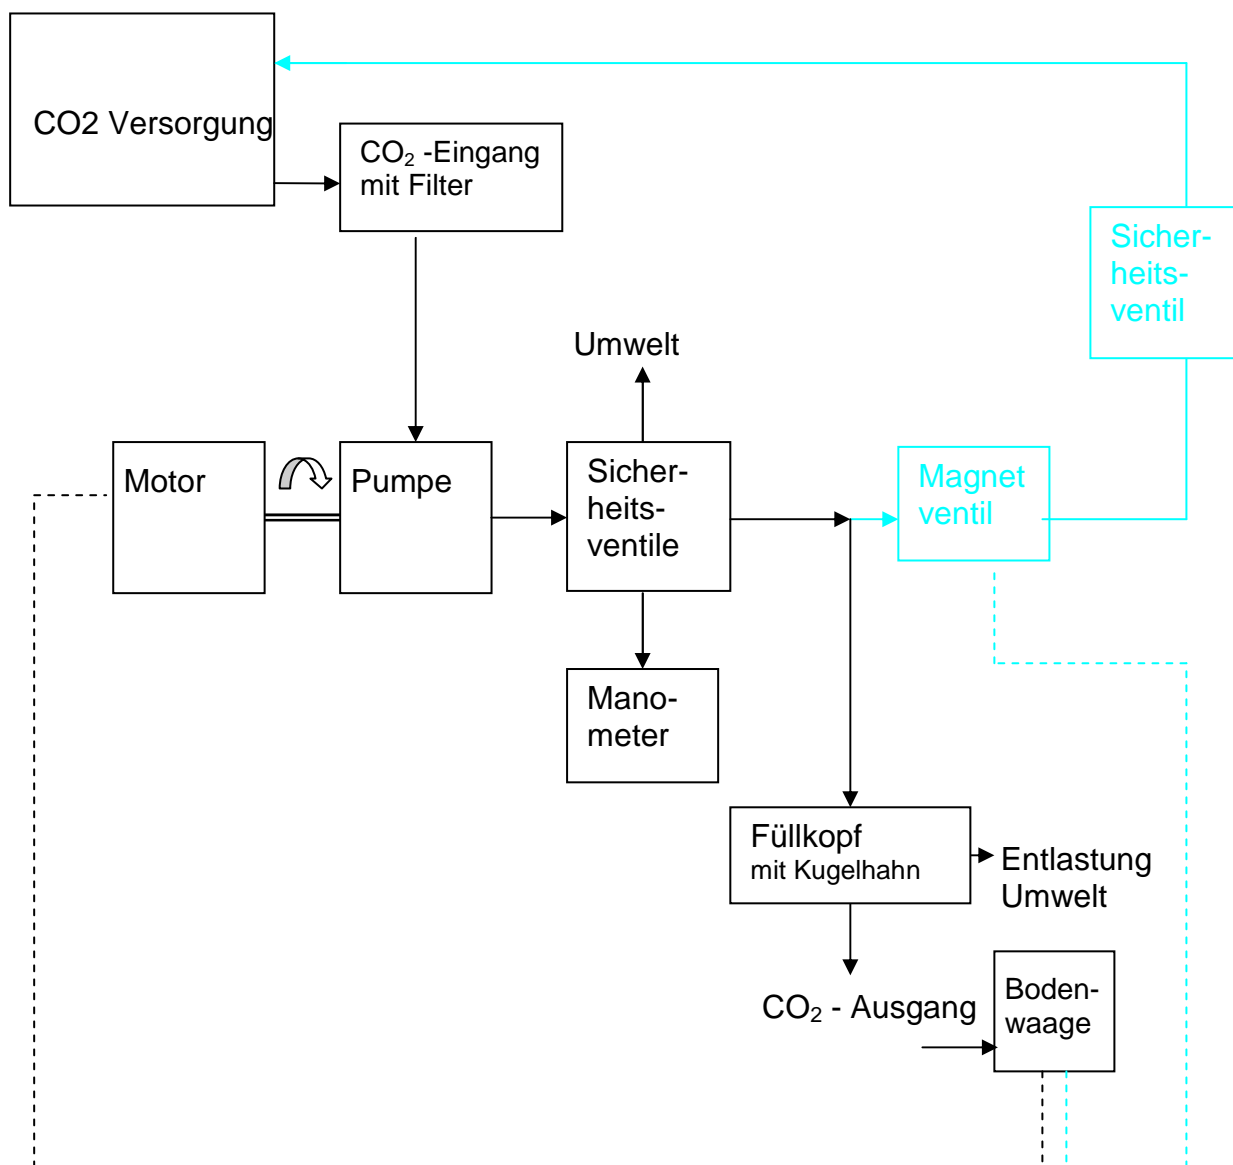 CO2 Versorgung
CO₂ -Eingang
mit Filter
Sicher-
heits-
ventil
Umwelt
Motor
Pumpe
Sicher-
heits-
ventile
Magnet
ventil
Mano-
meter
Füllkopf
mit Kugelhahn
Entlastung
Umwelt
CO₂ - Ausgang
Boden-
waage